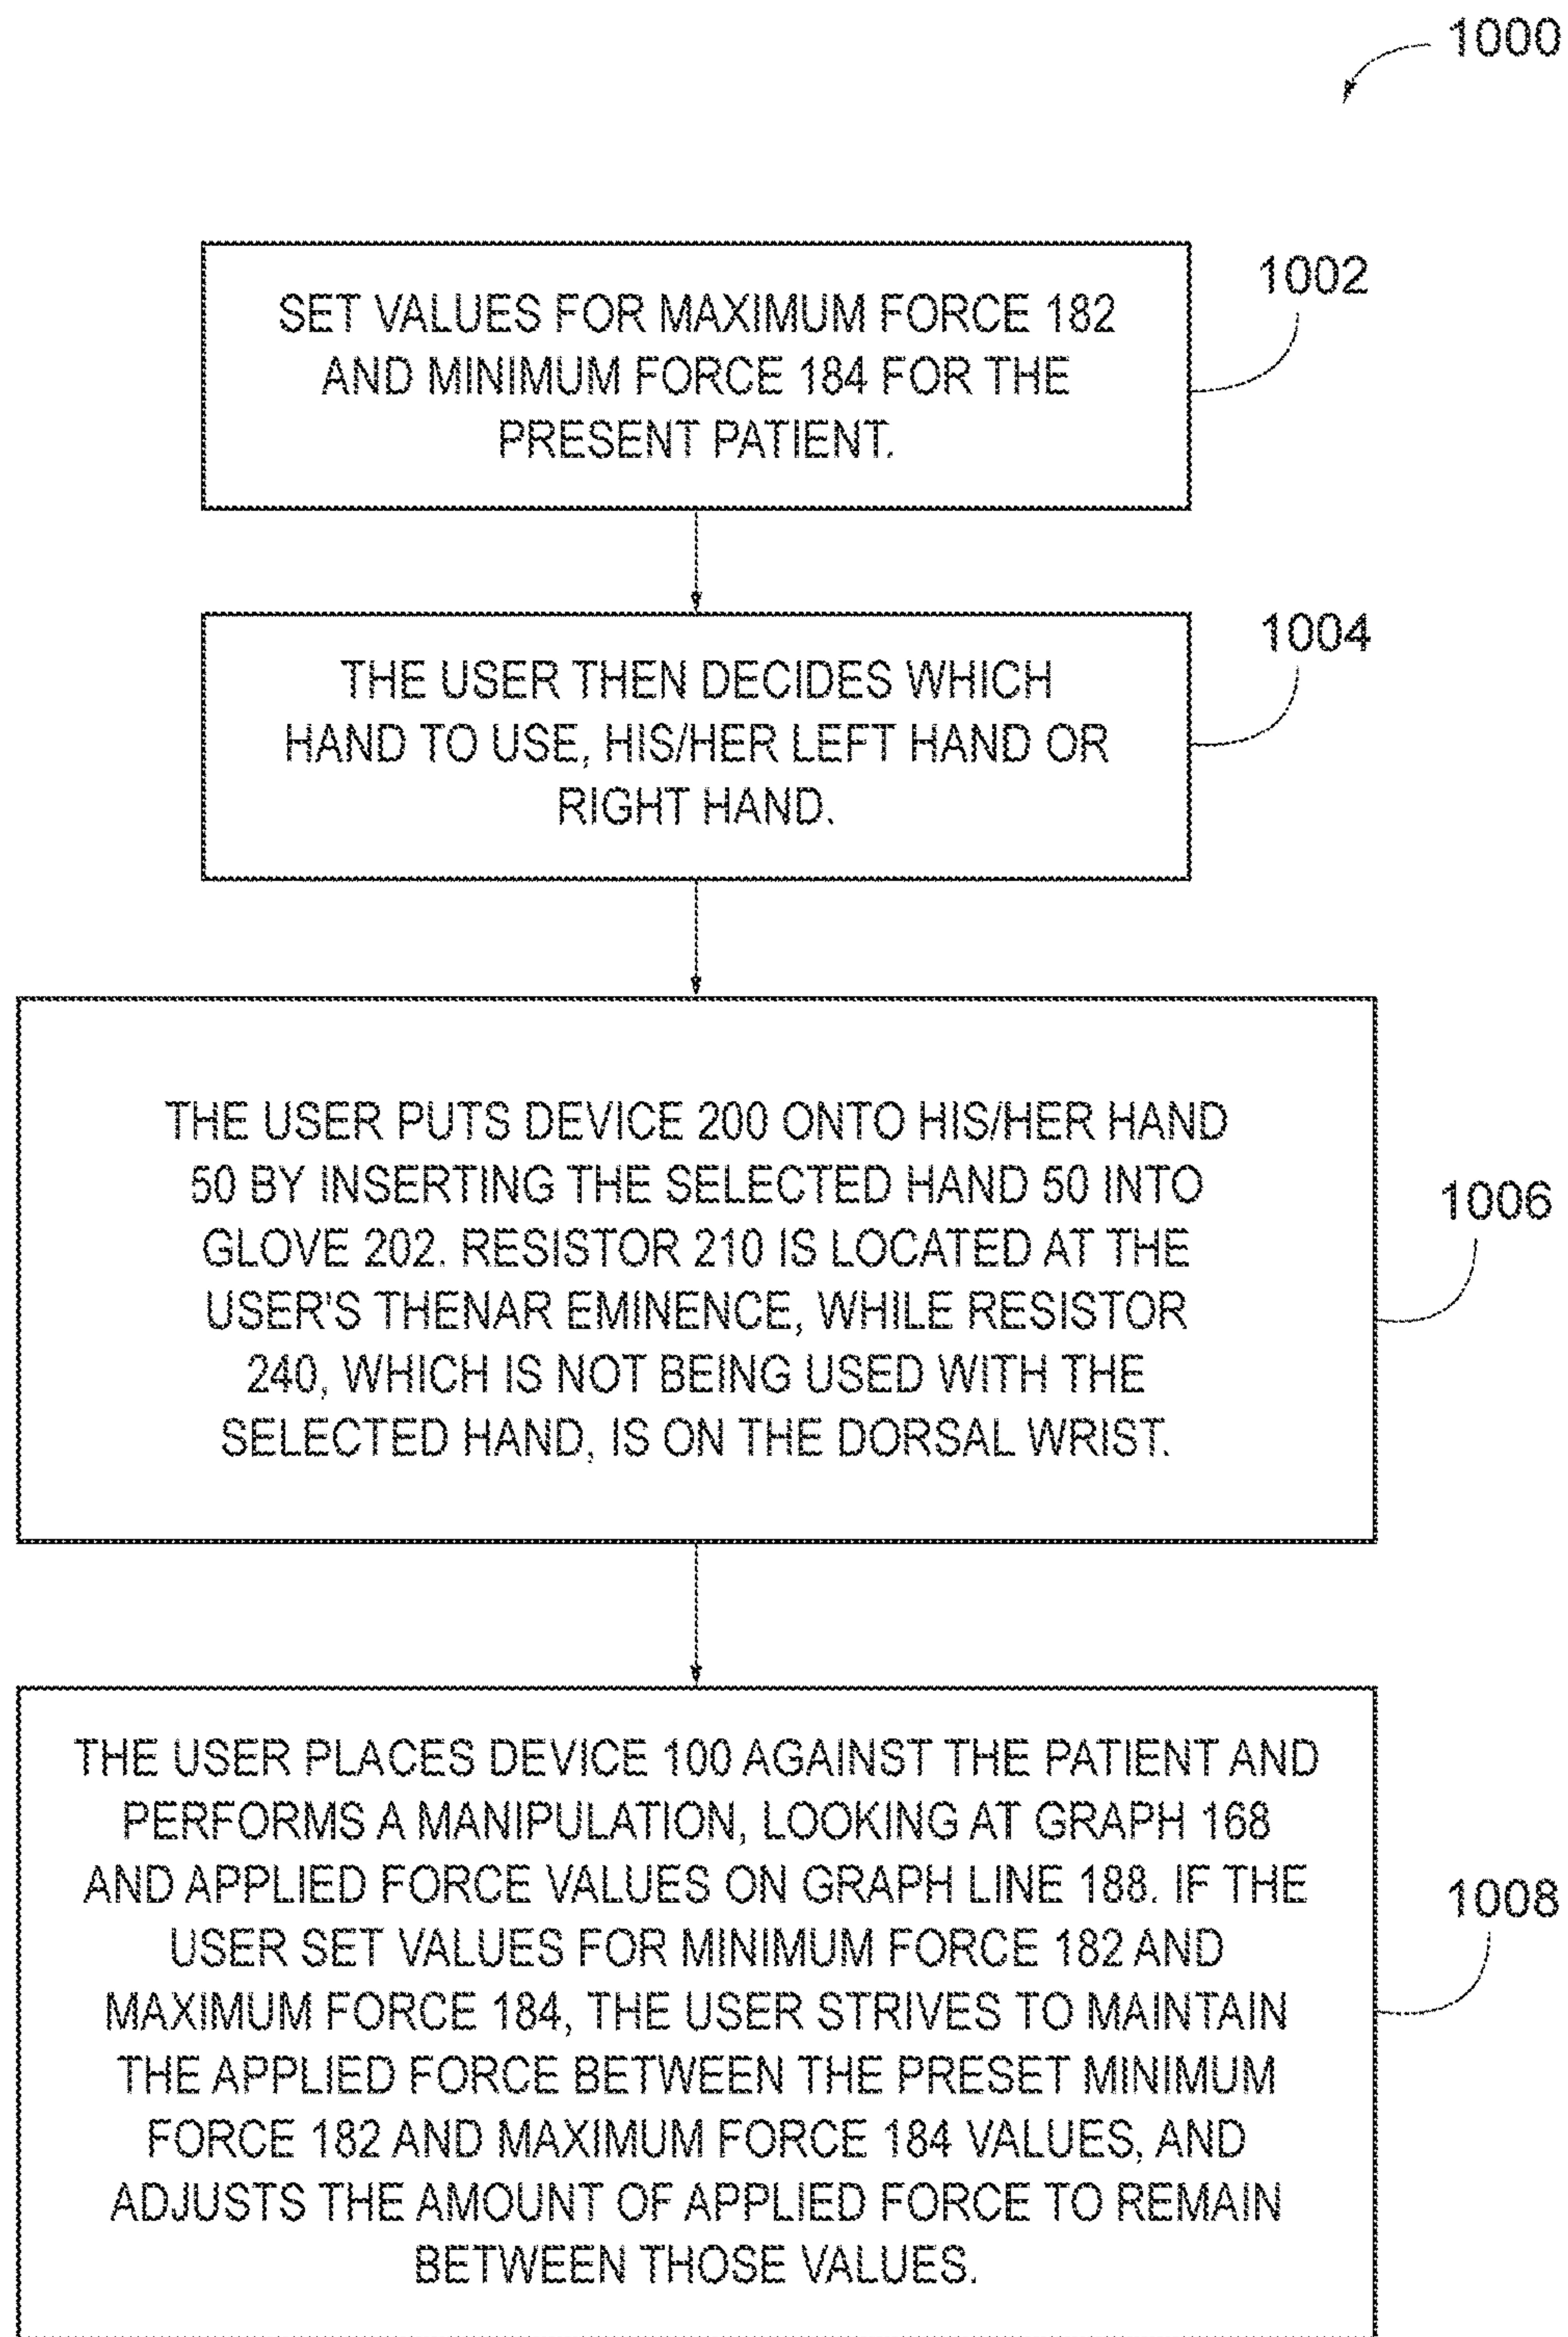 1000
SET VALUES FOR MAXIMUM FORCE 182
AND MINIMUM FORCE 184 FOR THE
PRESENT PATIENT.
1002
THE USER THEN DECIDES WHICH
HAND TO USE, HIS/HER LEFT HAND OR
RIGHT HAND.
1004
THE USER PUTS DEVICE 200 ONTO HIS/HER HAND
50 BY INSERTING THE SELECTED HAND 50 INTO
GLOVE 202. RESISTOR 210 IS LOCATED AT THE
USER'S THENAR EMINENCE, WHILE RESISTOR
240, WHICH IS NOT BEING USED WITH THE
SELECTED HAND, IS ON THE DORSAL WRIST.
1006
THE USER PLACES DEVICE 100 AGAINST THE PATIENT AND
PERFORMS A MANIPULATION, LOOKING AT GRAPH 168
AND APPLIED FORCE VALUES ON GRAPH LINE 188. IF THE
USER SET VALUES FOR MINIMUM FORCE 182 AND
MAXIMUM FORCE 184, THE USER STRIVES TO MAINTAIN
THE APPLIED FORCE BETWEEN THE PRESET MINIMUM
FORCE 182 AND MAXIMUM FORCE 184 VALUES, AND
ADJUSTS THE AMOUNT OF APPLIED FORCE TO REMAIN
BETWEEN THOSE VALUES.
1008